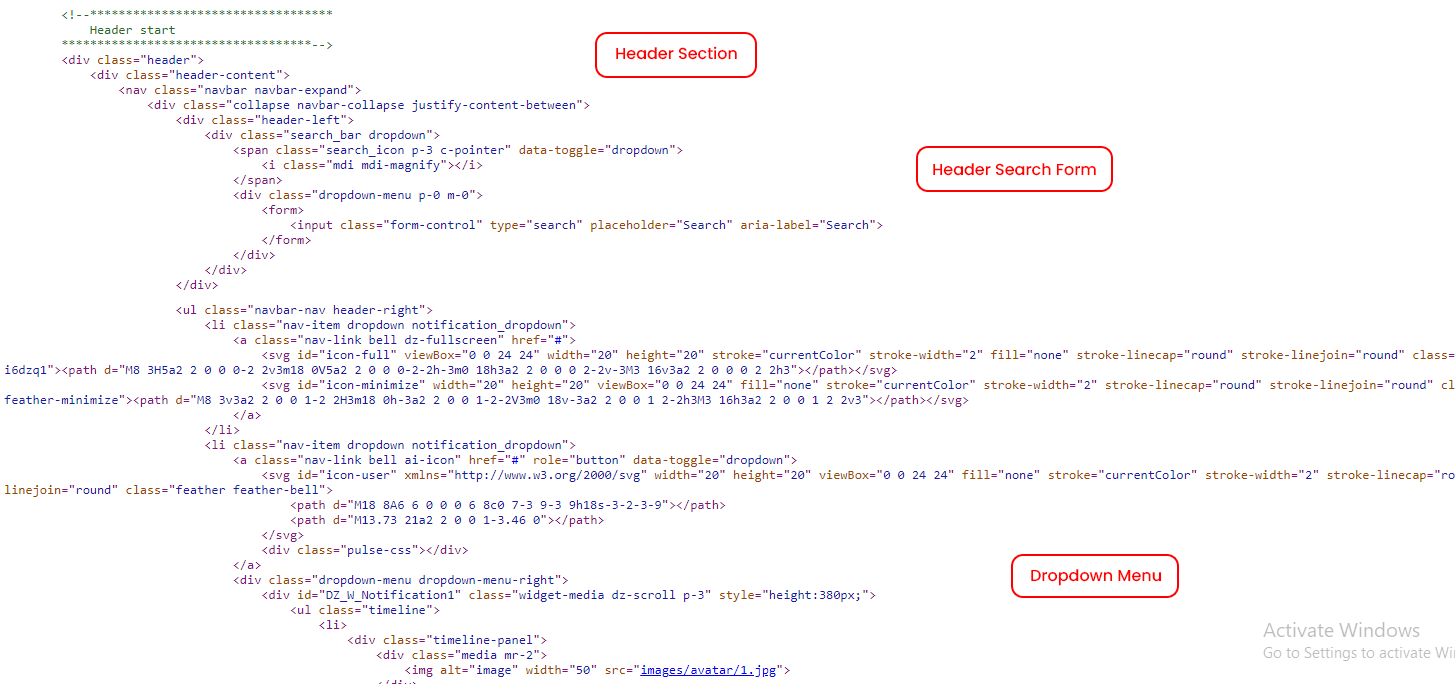 <!--**********************************
Header start
***********************************-->
Header Section
<div class="header">
<div class="header-content">
<nav class="navbar navbar-expand">
<div class="collapse navbar-collapse justify-content-between">
<div class="header-left">
<div class="search_bar dropdown">
<span class="search_icon p-3 c-pointer" data-toggle="dropdown">
<i class="mdi mdi-magnify"></i>
Header Search Form
</span>
<div class="dropdown-menu p-0 m-0">
<form>
<input class="form-control" type="search" placeholder="Search" aria-label="Search">
</form>
</div>
</div>
</div>
<ul class="navbar-nav header-right">
<li class="nav-item dropdown notification_dropdown">
<a class="nav-link bell dz-fullscreen" href="#">
<svg id="icon-full" viewBox="0 0 24 24" width="20" height="20" stroke="currentColor" stroke-width="2" fill="none" stroke-linecap="round" stroke-linejoin="round" class=
i6dzq1"><path d="M8 3H5a2 2 0 0 0-2 2v3m18 0V5a2 2 0 0 0-2-2h-3m0 18h3a2 2 0 0 0 2-2v-3M3 16v3a2 2 0 0 0 2 2h3"></path></svg>
<svg id="icon-minimize" width="20" height="20" viewBox="0 0 24 24" fill="none" stroke="currentColor" stroke-width="2" stroke-linecap="round" stroke-linejoin="round" cl
feather-minimize"><path d="M8 3v3a2 2 0 0 1-2 2H3m18 0h-3a2 2 0 0 1-2-2V3m0 18v-3a2 2 0 0 1 2-2h3M3 16h3a2 2 0 0 1 2 2v3"></path></svg>
</a>
</li>
<li class="nav-item dropdown notification_dropdown">
<a class="nav-link bell ai-icon" href="#" role="button" data-toggle="dropdown">
<svg id="icon-user" xmlns="http://www.w3.org/2000/svg" width="20" height="20" viewBox="0 0 24 24" fill="none" stroke="currentColor" stroke-width="2" stroke-linecap="ro
linejoin="round" class="feather feather-bell">
<path d="M18 8A6 6 0 0 0 6 8c0 7-3 9-3 9h18s-3-2-3-9"></path>
<path d="M13.73 21a2 2 0 0 1-3.46 0"></path>
</svg>
<div class="pulse-css"></div>
</a>
Dropdown Menu
<div class="dropdown-menu dropdown-menu-right">
<div id="DZ_W_Notification1" class="widget-media dz-scroll p-3" style="height:380px;">
<ul class="timeline">
<li>
<div class="timeline-panel">
<div class="media mr-2">
<img alt="image" width="50" src="images/avatar/1.jpg">
Activate Windows
Go to Settings to activate Wi